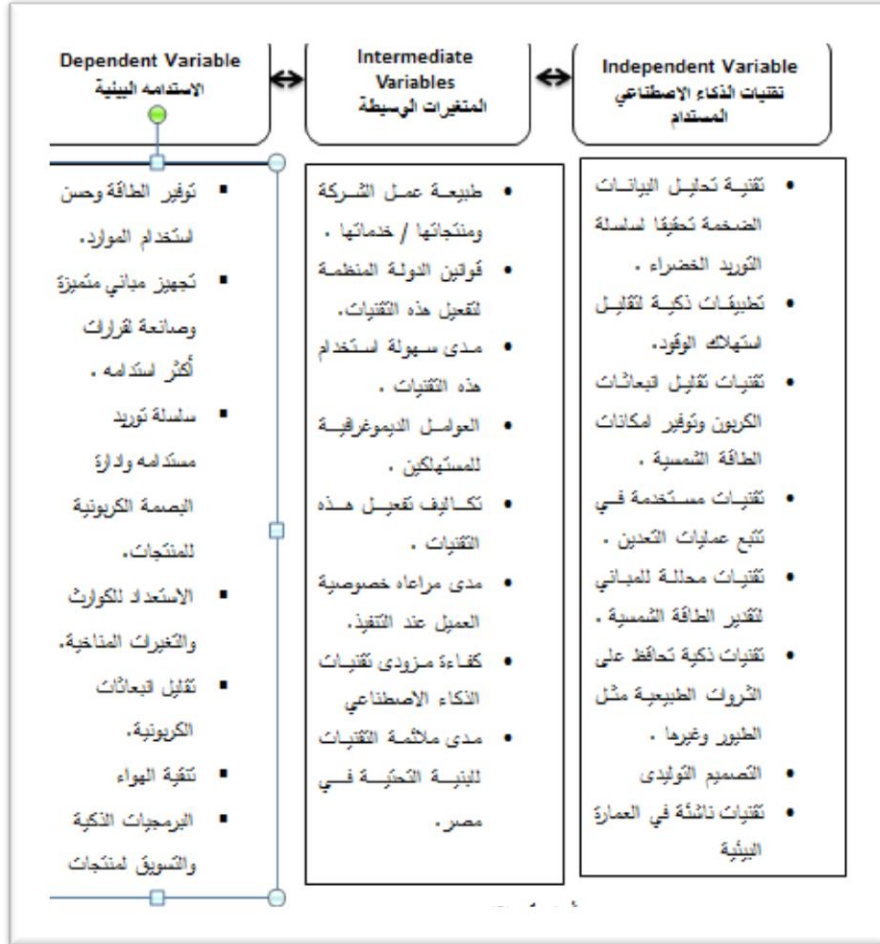 Independent Variable
تقنيات الذكاء الاصطناعي
المستدام
Intermediate
Variables
المتغيرات الوسيطة
Dependent Variable
الاستدامه البيئية
تقنية تحليل البيانات
الضخمة تحقيقا لسلسلة
التوريد الخضراء .
تطبيقات ذكية لتقليل
استهلاك الوقود.
تقنيات تقليل انبعاثات
الكربون وتوفير امكانات
الطاقة الشمسية .
تقنيات مستخدمة في
تتبع عمليات التعدين .
تقنيات محللة للمباني
لتقدير الطاقة الشمسية .
تقنيات ذكية تحافظ على
الثروات الطبيعية مثل
الطيور وغيرها .
التصميم التوليدى
تقنيات ناشئة في العمارة
البيئية
طبيعة عمل الشركة
ومنتجاتها / خدماتها .
قوانين الدولة المنظمة
لتفعيل هذه التقنيات.
مدى سهولة استخدام
هذه التقنيات .
العوامل الديموغرافية
للمستهلكين .
تكاليف تفعيل هذه
التقنيات .
مدى مراعاه خصوصية
العميل عند التنفيذ.
كفاءة مزودى تقنيات
الذكاء الاصطناعي
مدى ملائمة التقنيات
للبنية التحتية في
مصر.
توفير الطاقة وحسن
استخدام الموارد.
تجهيز مباني متميزة
وصانعة لقرارات
أكثر استدامه .
سلسلة توريد
مستدامه وادارة
البصمة الكربونية
للمنتجات.
الاستعداد للكوارث
والتغيرات المناخية.
تقليل انبعاثات
الكربونية.
تنقية الهواء
البرمجيات الذكية
والتسويق لمنتجات